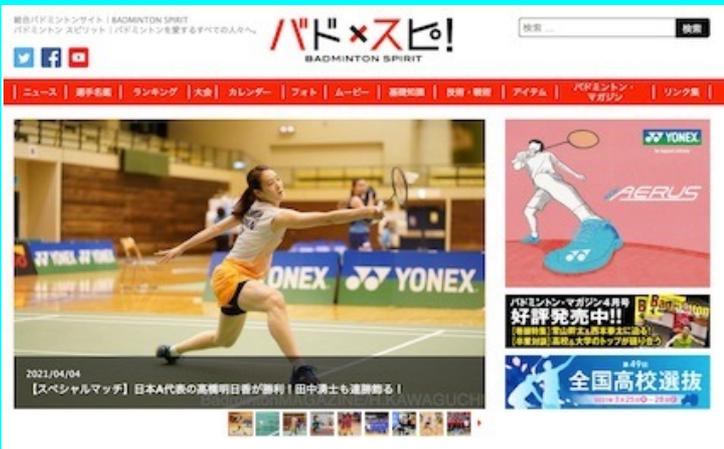 総合バドミントンサイト | BADMINTON SPIRIT
バドミントン スピリット | バドミントンを愛するすべての人々へ。
バド×スピ!
BADMINTON SPIRIT
検索 ...
検索
ニュース | 選手名鑑 | ランキング | 大会 | カレンダー | フォト | ムービー | 基礎知識 | 技術・戦術 | アイテム | バドミントン・マガジン | リンク集
YONEX
YONEX
YONEX
2021/04/04
【スペシャルマッチ】日本A代表の髙橋明日香が勝利!田中湧士も連勝飾る!
H.KAWAGUCHI
YONEX
AERUS
バドミントン・マガジン4月号
好評発売中!!
第49回
全国高校選抜